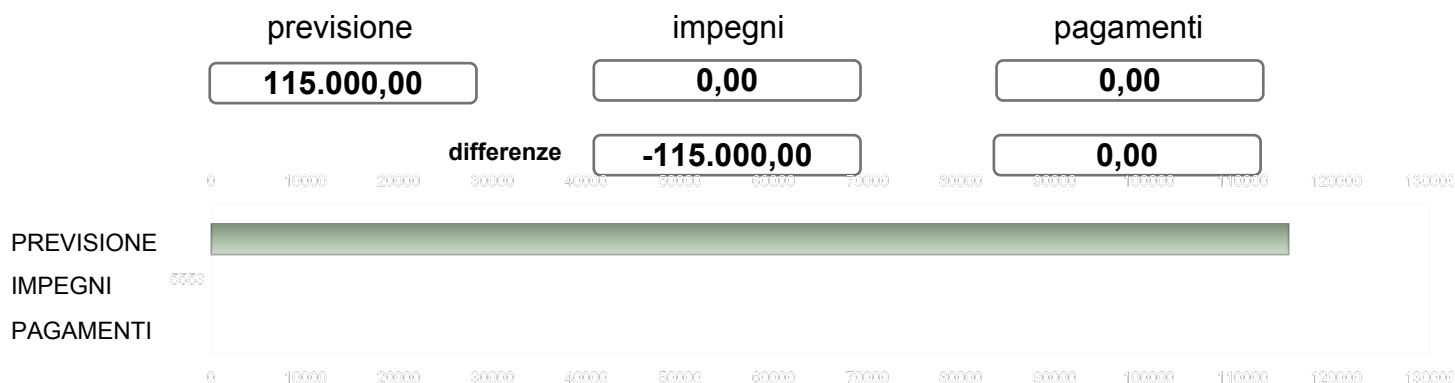 previsione impegni pagamenti
115.000,00 0,00 0,00
differenze -115.000,00 0,00
0 10000 20000 30000 40000 50000 60000 70000 80000 90000 100000 110000 120000 130000
PREVISIONE
IMPEGNI 5553
PAGAMENTI
0 10000 20000 30000 40000 50000 60000 70000 80000 90000 100000 110000 120000 130000